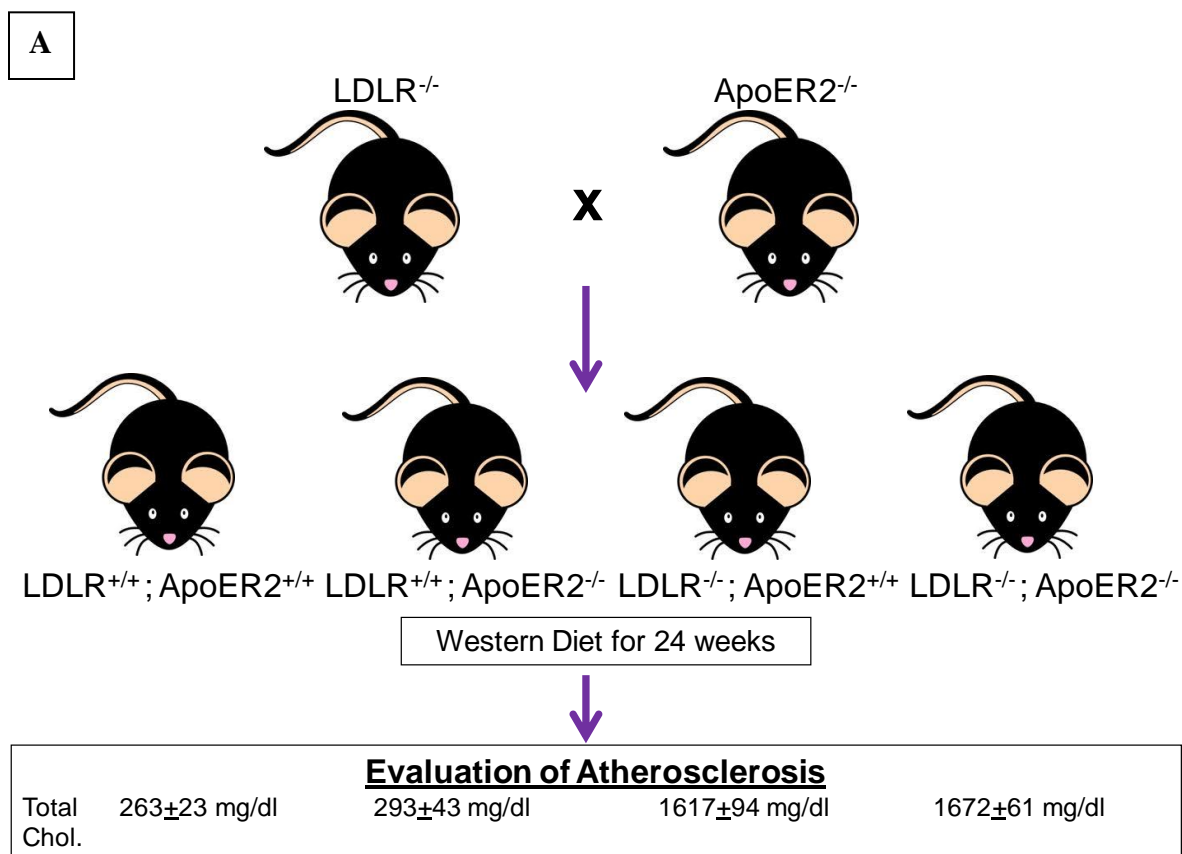 A
LDLR-/- ApoER2-/-
x
LDLR+/+; ApoER2+/+ LDLR+/+; ApoER2-/- LDLR-/-; ApoER2+/+ LDLR-/-; ApoER2-/-
Western Diet for 24 weeks
Evaluation of Atherosclerosis
Total 263±23 mg/dl 293±43 mg/dl 1617±94 mg/dl 1672±61 mg/dl
Chol.